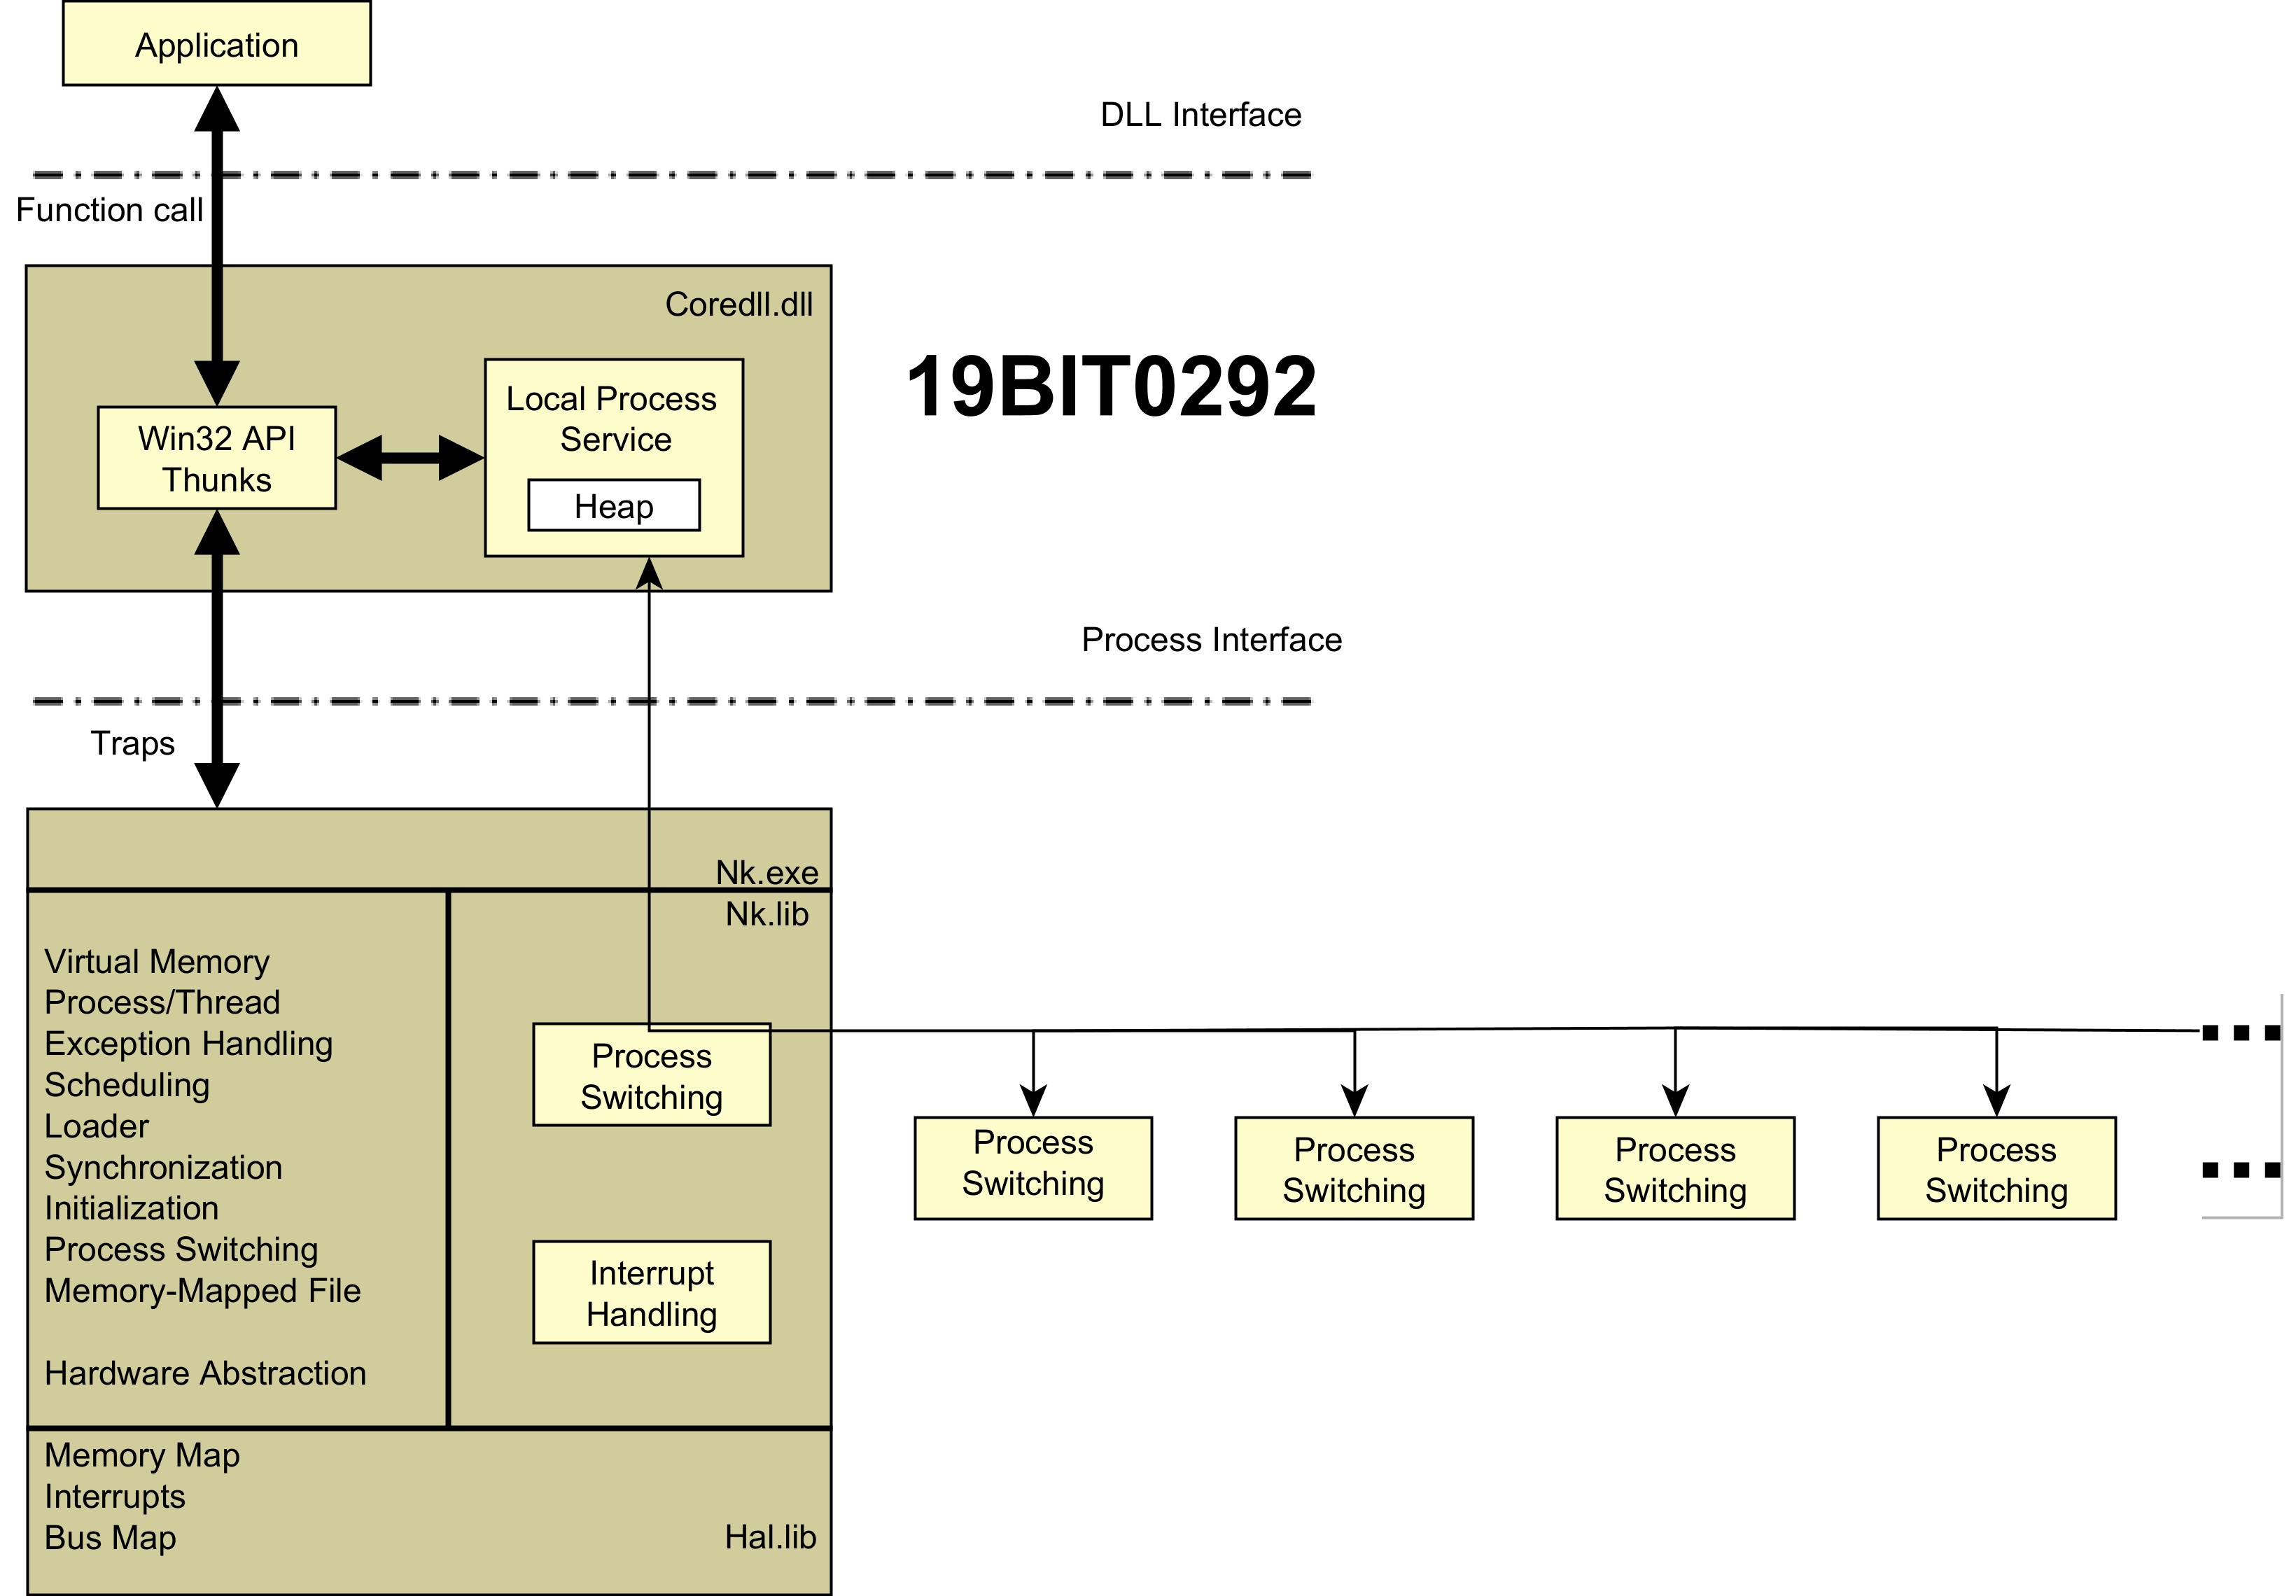 Application
DLL Interface
Function call
Coredll.dll
Local Process
Service
Heap
Win32 API
Thunks
19BIT0292
Process Interface
Traps
Nk.exe
Nk.lib
Virtual Memory
Process/Thread
Exception Handling
Scheduling
Loader
Synchronization
Initialization
Process Switching
Memory-Mapped File
Hardware Abstraction
Process
Switching
Interrupt
Handling
Process
Switching
Process
Switching
Process
Switching
Process
Switching
Memory Map
Interrupts
Bus Map
Hal.lib